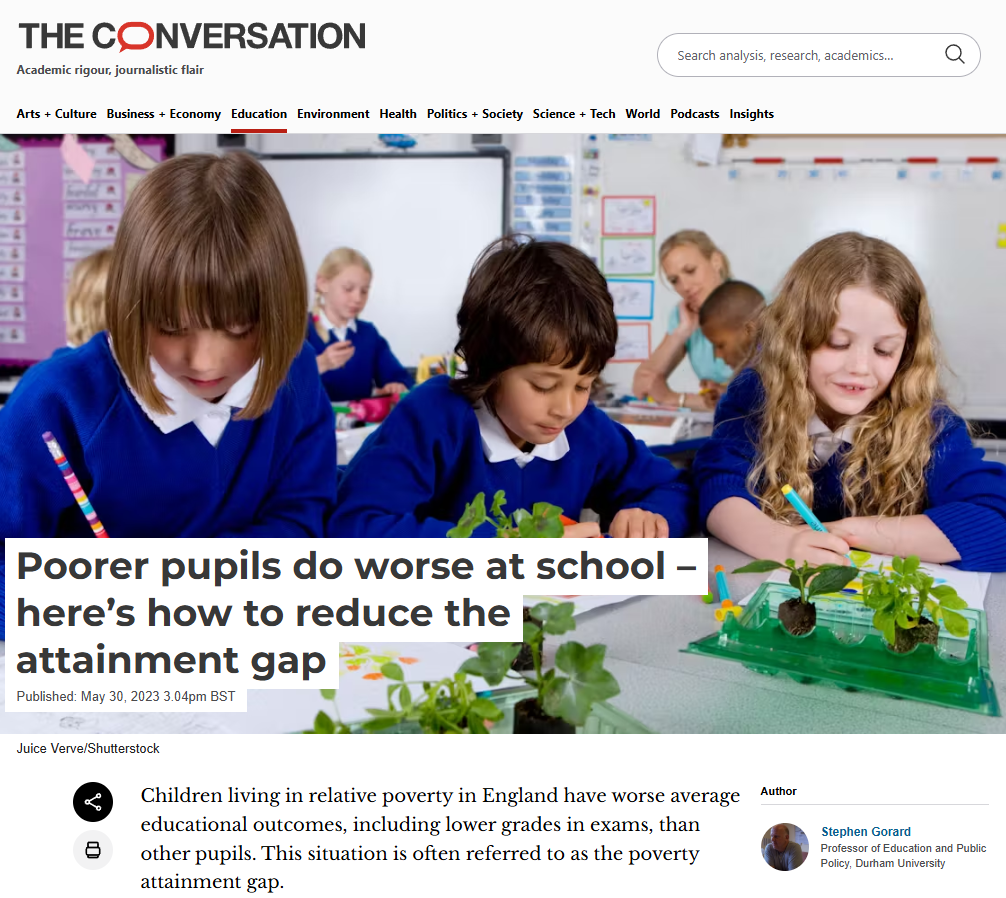 THE CONVERSATION
Academic rigour, journalistic flair
Search analysis, research, academics...
Arts + Culture Business + Economy Education Environment Health Politics + Society Science + Tech World Podcasts Insights
Poorer pupils do worse at school –
here's how to reduce the
attainment gap
Published: May 30, 2023 3.04pm BST
Juice Verve/Shutterstock
Children living in relative poverty in England have worse average
educational outcomes, including lower grades in exams, than
other pupils. This situation is often referred to as the poverty
attainment gap.
Author
Stephen Gorard
Professor of Education and Public
Policy, Durham University